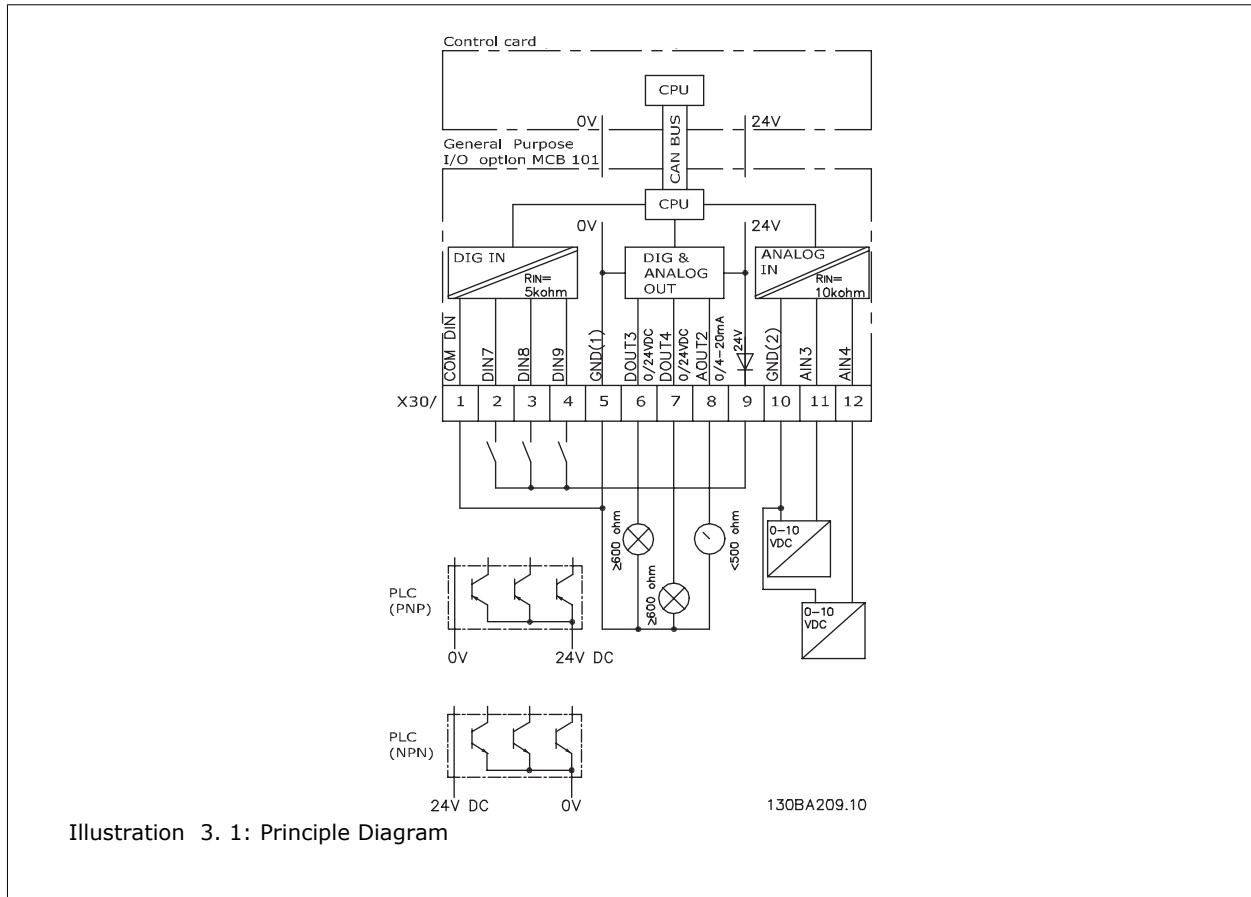 Control card
CPU
0V
24V
CAN BUS
General Purpose
I/O option MCB 101
CPU
0V
24V
DIG IN
RIN=
5kohm
DIG &
ANALOG
OUT
ANALOG
IN
RIN=
10kohm
COM DIN
DIN7
DIN8
DIN9
GND(1)
DOUT3
0/24VDC
DOUT4
0/24VDC
AOUT2
0/4-20mA
24V
GND(2)
AIN3
AIN4
X30/ 1 2 3 4 5 6 7 8 9 10 11 12
≥600 ohm
≥600 ohm
<500 ohm
0-10
VDC
0-10
VDC
PLC
(PNP)
0V
24V DC
PLC
(NPN)
24V DC
0V
130BA209.10
Illustration 3. 1: Principle Diagram